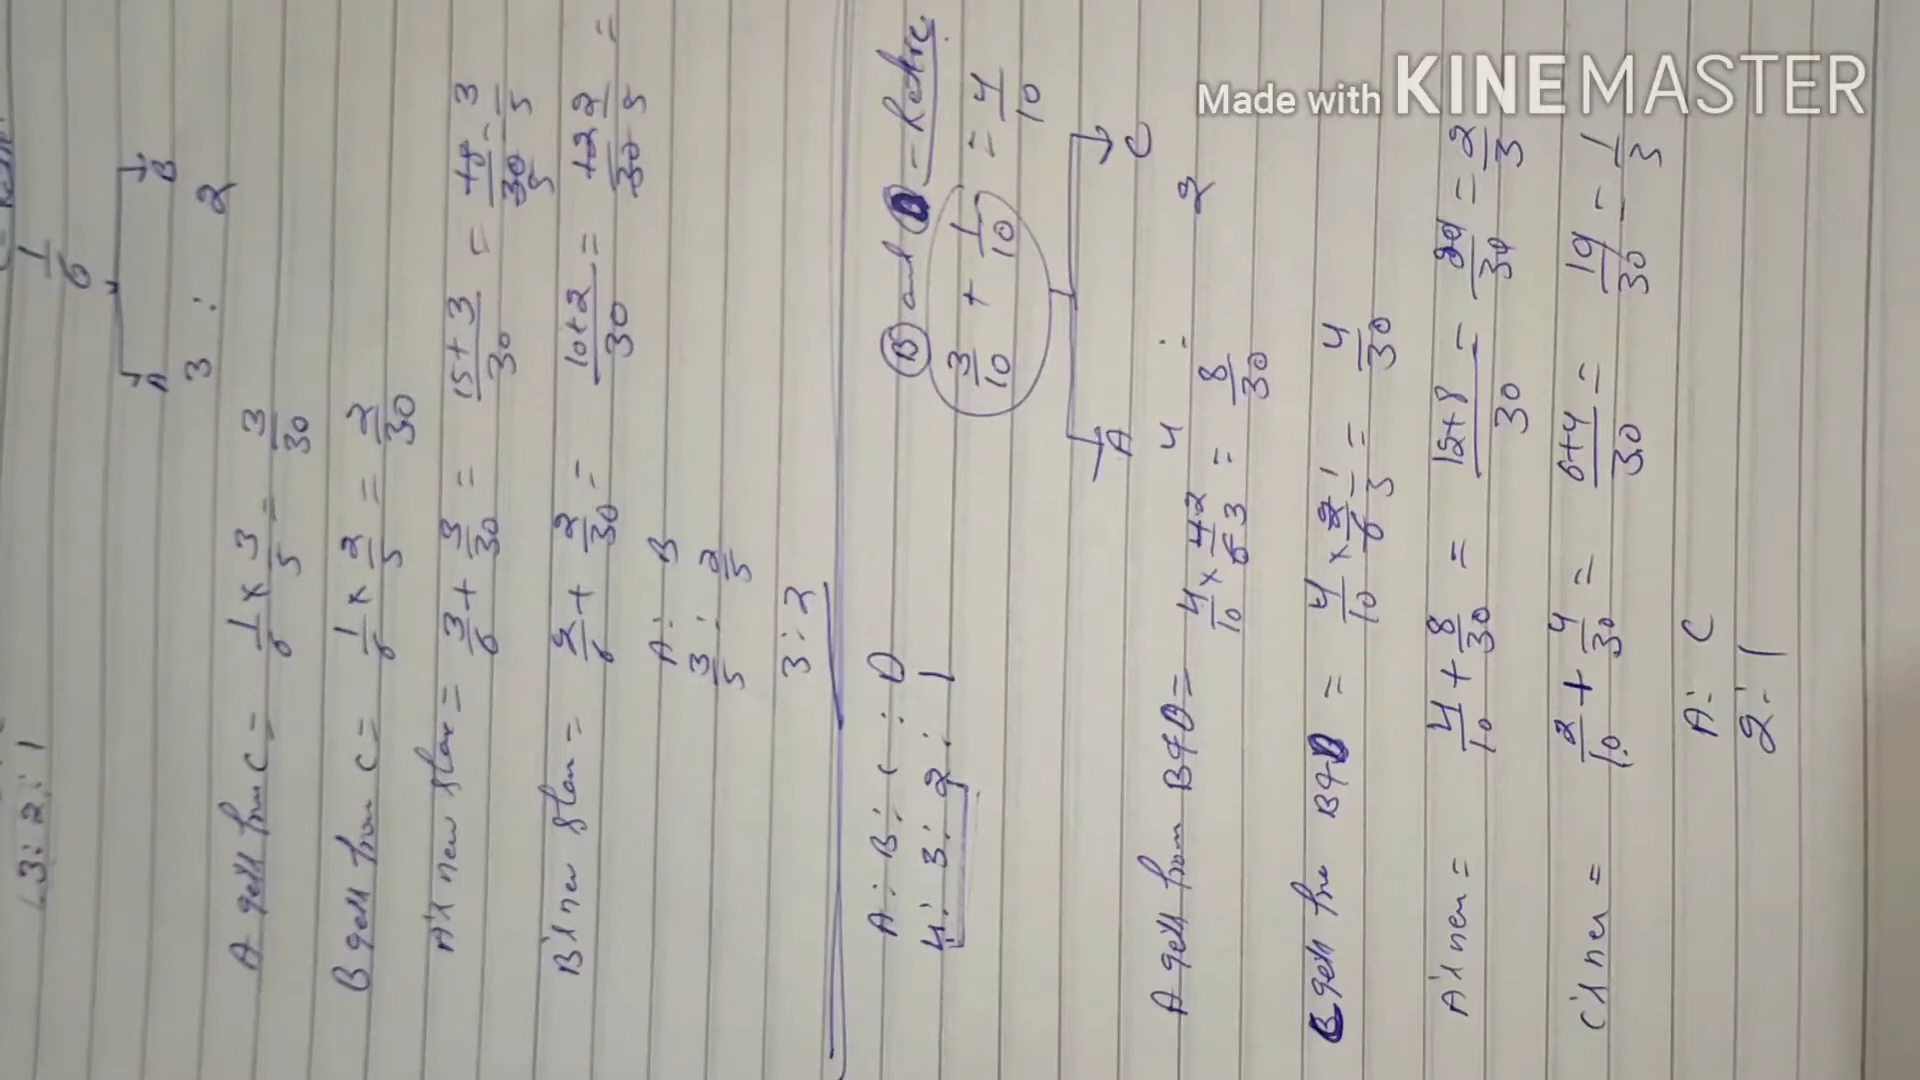 3:2:1
1/6
A B
3 : 2
A gets from C = 1/6 × 3/5 = 3/30
B gets from C = 1/6 × 2/5 = 2/30
A's new share = 3/6 + 3/30 = 15+3/30 = 18/30 3/5
B's new share = 2/6 + 2/30 = 10+2/30 = 12/30 2/5 =
A : B
3/5 : 2/5
3:2
A : B : C : D
4 : 3 : 2 : 1
B and D - Retire
3/10 + 1/10 = 4/10
A C
4 : 2
A gets from B&D = 4/10 × 4/6 2/3 = 8/30
C gets from B&D = 4/10 × 2/6 1/3 = 4/30
A's new = 4/10 + 8/30 = 12+8/30 = 20/30 = 2/3
C's new = 2/10 + 4/30 = 6+4/30 = 10/30 = 1/3
A : C
2 : 1
Made with KINEMASTER